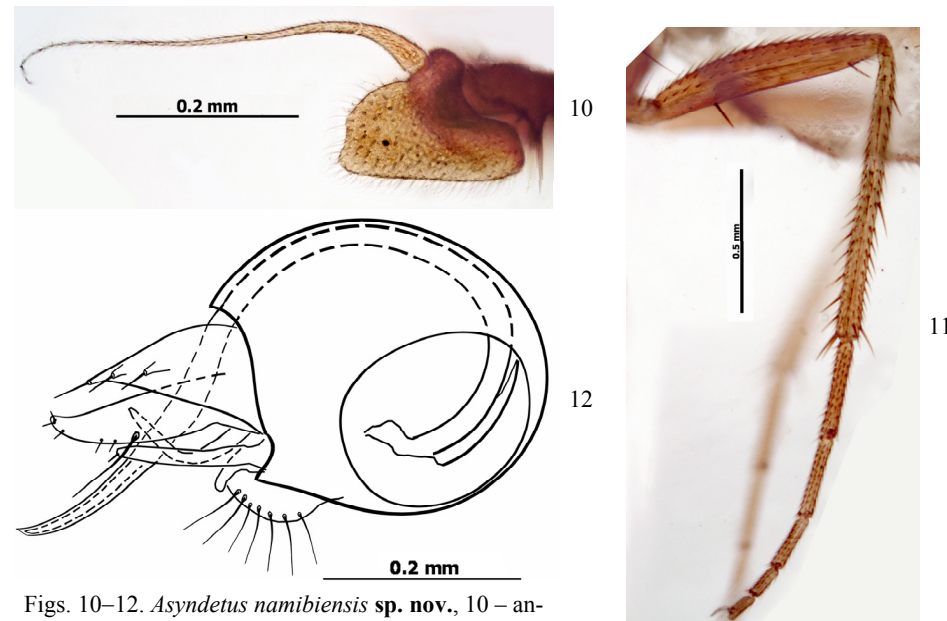 0.2 mm
10
0.5 mm
11
12
0.2 mm
Figs. 10–12. Asyndetus namibiensis sp. nov., 10 – an-